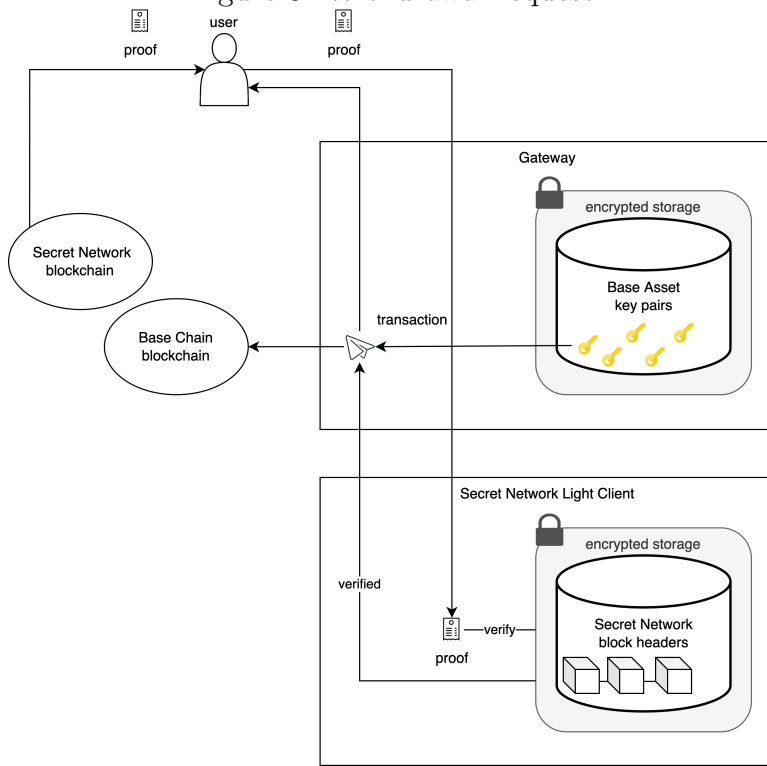 user
proof
proof
Gateway
encrypted storage
Secret Network
blockchain
Base Asset
key pairs
transaction
Base Chain
blockchain
Secret Network Light Client
encrypted storage
verified
Secret Network
block headers
verify
proof